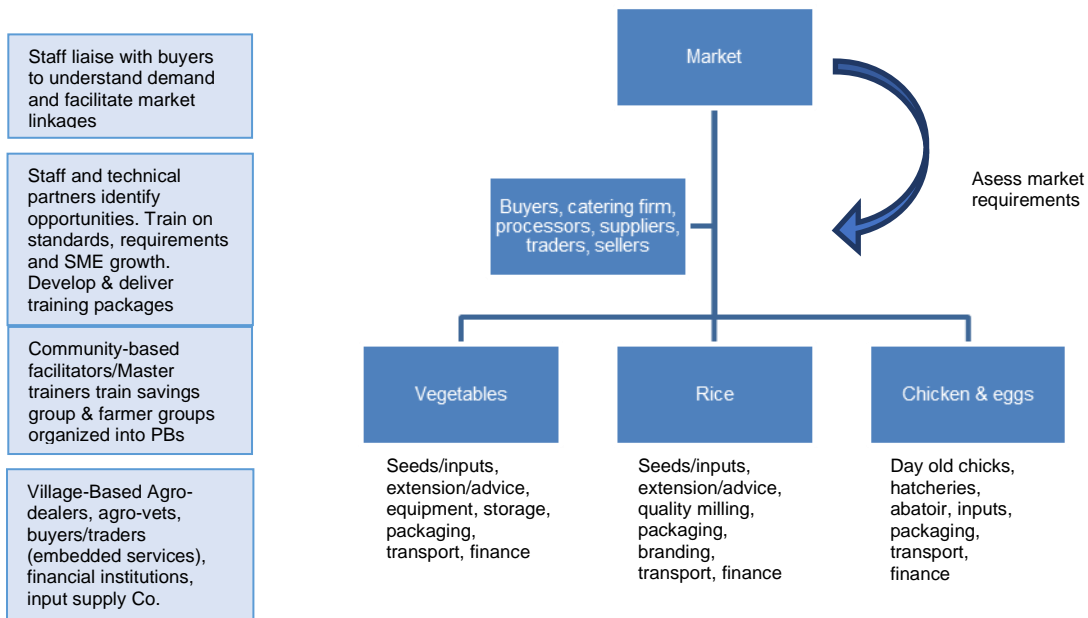 Staff liaise with buyers
to understand demand
and facilitate market
linkages
Staff and technical
partners identify
opportunities. Train on
standards, requirements
and SME growth.
Develop & deliver
training packages
Community-based
facilitators/Master
trainers train savings
group & farmer groups
organized into PBs
Village-Based Agro-
dealers, agro-vets,
buyers/traders
(embedded services),
financial institutions,
input supply Co.
Market
Asess market
requirements
Buyers, catering firm,
processors, suppliers,
traders, sellers
Vegetables
Rice
Chicken & eggs
Seeds/inputs,
extension/advice,
equipment, storage,
packaging,
transport, finance
Seeds/inputs,
extension/advice,
quality milling,
packaging,
branding,
transport, finance
Day old chicks,
hatcheries,
abatoir, inputs,
packaging,
transport,
finance